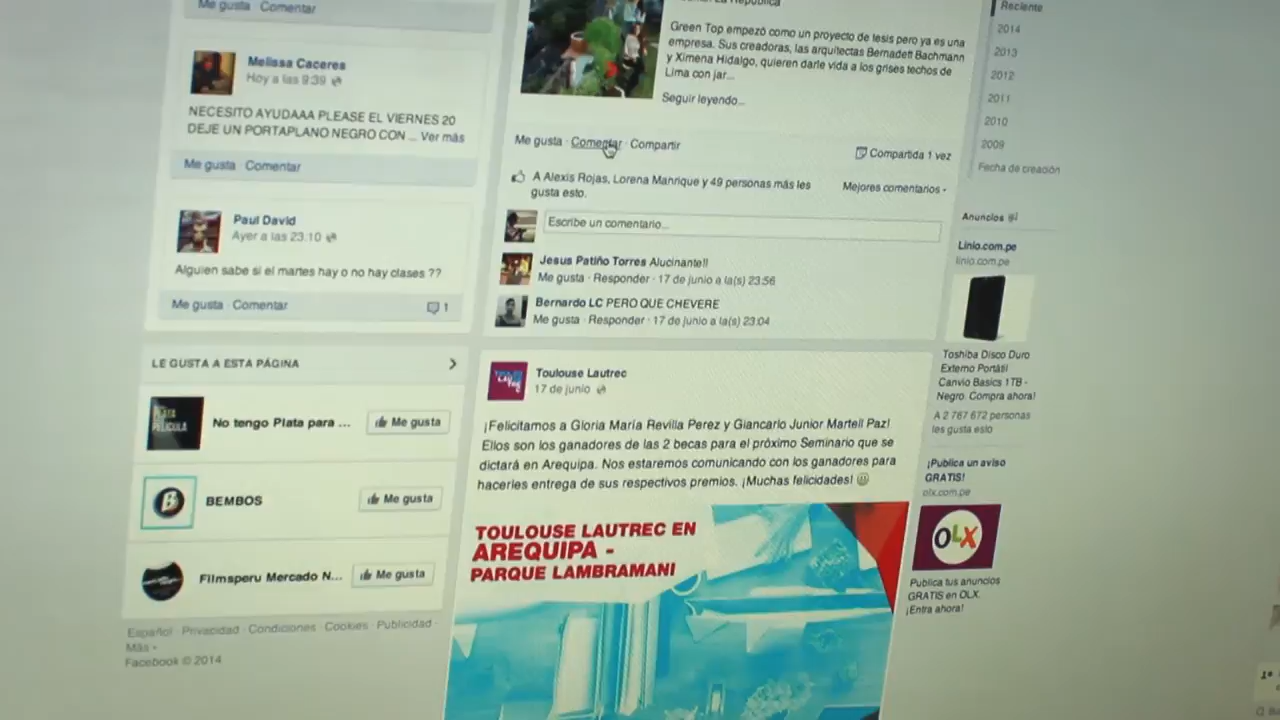 Me gusta · Comentar
Melissa Caceres
Hoy a las 9:39
NECESITO AYUDAAA PLEASE EL VIERNES 20
DEJE UN PORTAPLANO NEGRO CON ... Ver más
Me gusta · Comentar
Paul David
Ayer a las 23:10
Alguien sabe si el martes hay o no hay clases ??
Me gusta · Comentar
1
LE GUSTA A ESTA PÁGINA
No tengo Plata para ...
Me gusta
BEMBOS
Me gusta
Filmsperu Mercado N...
Me gusta
Español · Privacidad · Condiciones · Cookies · Publicidad ·
Más
Facebook © 2014
La República
Green Top empezó como un proyecto de tesis pero ya es una
empresa. Sus creadoras, las arquitectas Bernadett Bachmann
y Ximena Hidalgo, quieren darle vida a los grises techos de
Lima con jar...
Seguir leyendo...
Me gusta · Comentar · Compartir
Compartida 1 vez
A Alexis Rojas, Lorena Manrique y 49 personas más les
gusta esto.
Mejores comentarios
Escribe un comentario...
Jesus Patiño Torres Alucinante!!
Me gusta · Responder · 17 de junio a la(s) 23:56
Bernardo LC PERO QUE CHEVERE
Me gusta · Responder · 17 de junio a la(s) 23:04
Toulouse Lautrec
17 de junio
¡Felicitamos a Gloria María Revilla Perez y Giancarlo Junior Martell Paz!
Ellos son los ganadores de las 2 becas para el próximo Seminario que se
dictará en Arequipa. Nos estaremos comunicando con los ganadores para
hacerles entrega de sus respectivos premios. ¡Muchas felicidades!
TOULOUSE LAUTREC EN
AREQUIPA -
PARQUE LAMBRAMANI
Reciente
2014
2013
2012
2011
2010
2009
Fecha de creación
Anuncios
Linio.com.pe
linio.com.pe
Toshiba Disco Duro
Externo Portátil
Canvio Basics 1TB -
Negro. Compra ahora!
A 2 767 672 personas
les gusta esto
¡Publica un aviso
GRATIS!
olx.com.pe
OLX
Publica tus anuncios
GRATIS en OLX.
¡Entra ahora!